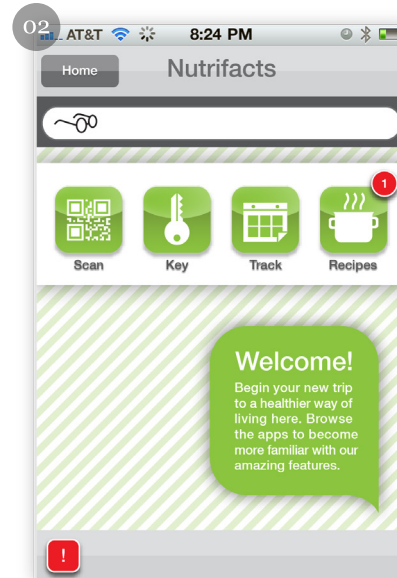 02
AT&T 8:24 PM
Home Nutrifacts
1
Scan Key Track Recipes
Welcome!
Begin your new trip
to a healthier way of
living here. Browse
the apps to become
more familiar with our
amazing features.
!